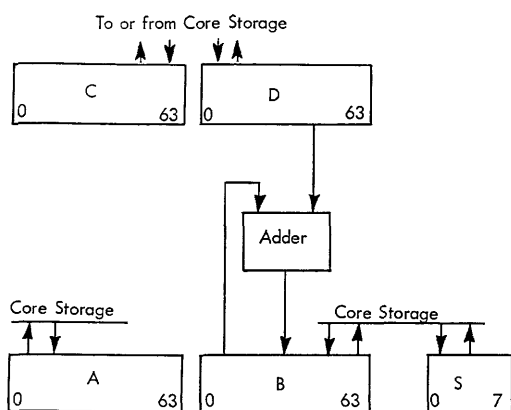 To or from Core Storage
C
0 63
D
63
Adder
Core Storage
Core Storage
A
0 63
B
0 63
S
0 7